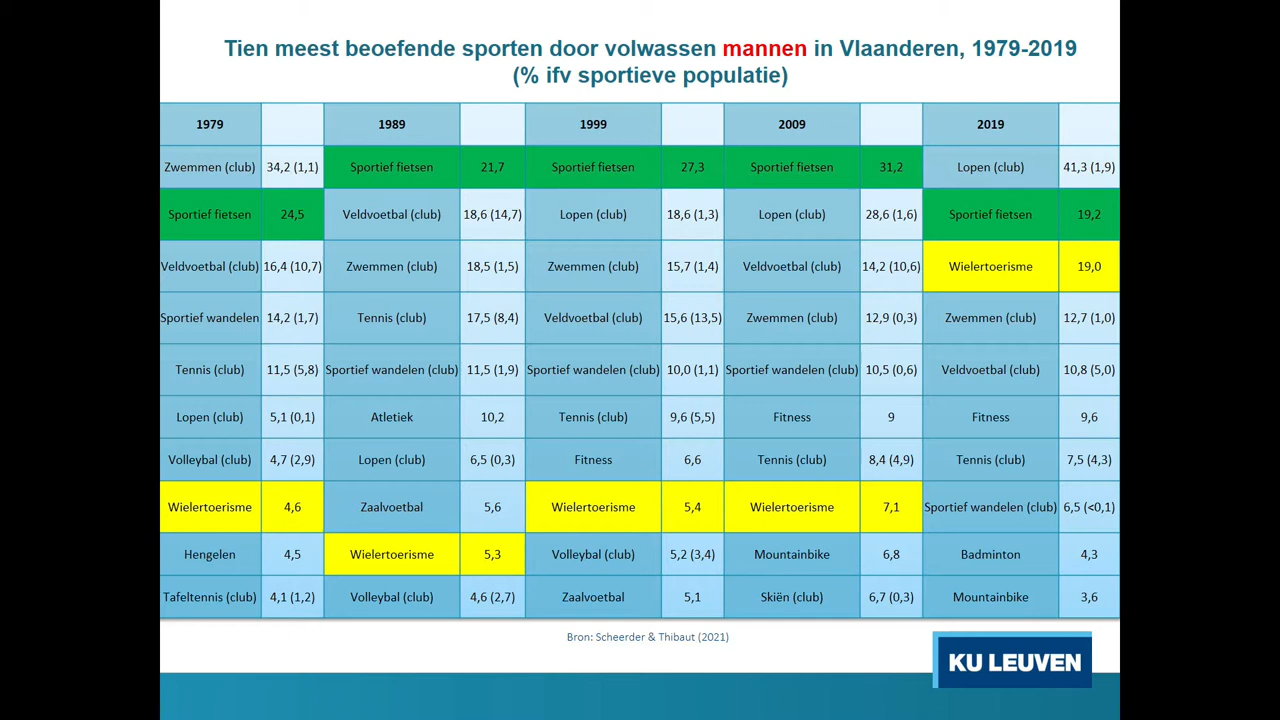 Tien meest beoefende sporten door volwassen mannen in Vlaanderen, 1979-2019
(% ifv sportieve populatie)
1979 1989 1999 2009 2019
Zwemmen (club) 34,2 (1,1) Sportief fietsen 21,7 Sportief fietsen 27,3 Sportief fietsen 31,2 Lopen (club) 41,3 (1,9)
Sportief fietsen 24,5 Veldvoetbal (club) 18,6 (14,7) Lopen (club) 18,6 (1,3) Lopen (club) 28,6 (1,6) Sportief fietsen 19,2
Veldvoetbal (club) 16,4 (10,7) Zwemmen (club) 18,5 (1,5) Zwemmen (club) 15,7 (1,4) Veldvoetbal (club) 14,2 (10,6) Wielertoerisme 19,0
Sportief wandelen 14,2 (1,7) Tennis (club) 17,5 (8,4) Veldvoetbal (club) 15,6 (13,5) Zwemmen (club) 12,9 (0,3) Zwemmen (club) 12,7 (1,0)
Tennis (club) 11,5 (5,8) Sportief wandelen (club) 11,5 (1,9) Sportief wandelen (club) 10,0 (1,1) Sportief wandelen (club) 10,5 (0,6) Veldvoetbal (club) 10,8 (5,0)
Lopen (club) 5,1 (0,1) Atletiek 10,2 Tennis (club) 9,6 (5,5) Fitness 9 Fitness 9,6
Volleybal (club) 4,7 (2,9) Lopen (club) 6,5 (0,3) Fitness 6,6 Tennis (club) 8,4 (4,9) Tennis (club) 7,5 (4,3)
Wielertoerisme 4,6 Zaalvoetbal 5,6 Wielertoerisme 5,4 Wielertoerisme 7,1 Sportief wandelen (club) 6,5 (<0,1)
Hengelen 4,5 Wielertoerisme 5,3 Volleybal (club) 5,2 (3,4) Mountainbike 6,8 Badminton 4,3
Tafeltennis (club) 4,1 (1,2) Volleybal (club) 4,6 (2,7) Zaalvoetbal 5,1 Skiën (club) 6,7 (0,3) Mountainbike 3,6
Bron: Scheerder & Thibaut (2021)
KU LEUVEN